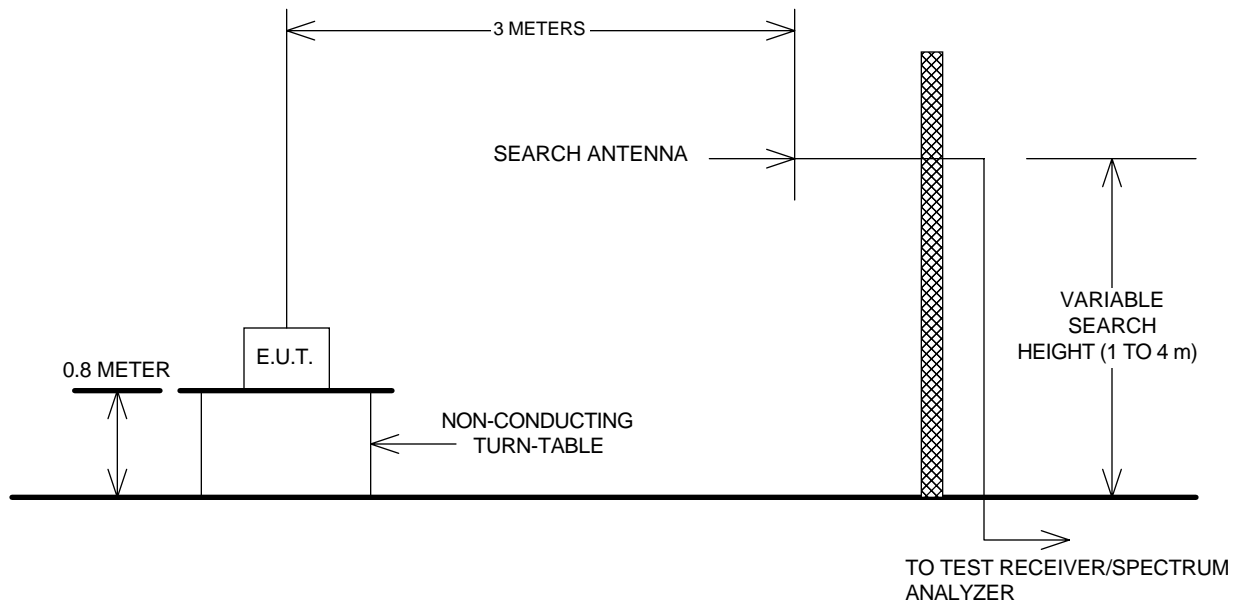 3 METERS
SEARCH ANTENNA
E.U.T.
0.8 METER
NON-CONDUCTING
TURN-TABLE
VARIABLE
SEARCH
HEIGHT (1 TO 4 m)
TO TEST RECEIVER/SPECTRUM
ANALYZER